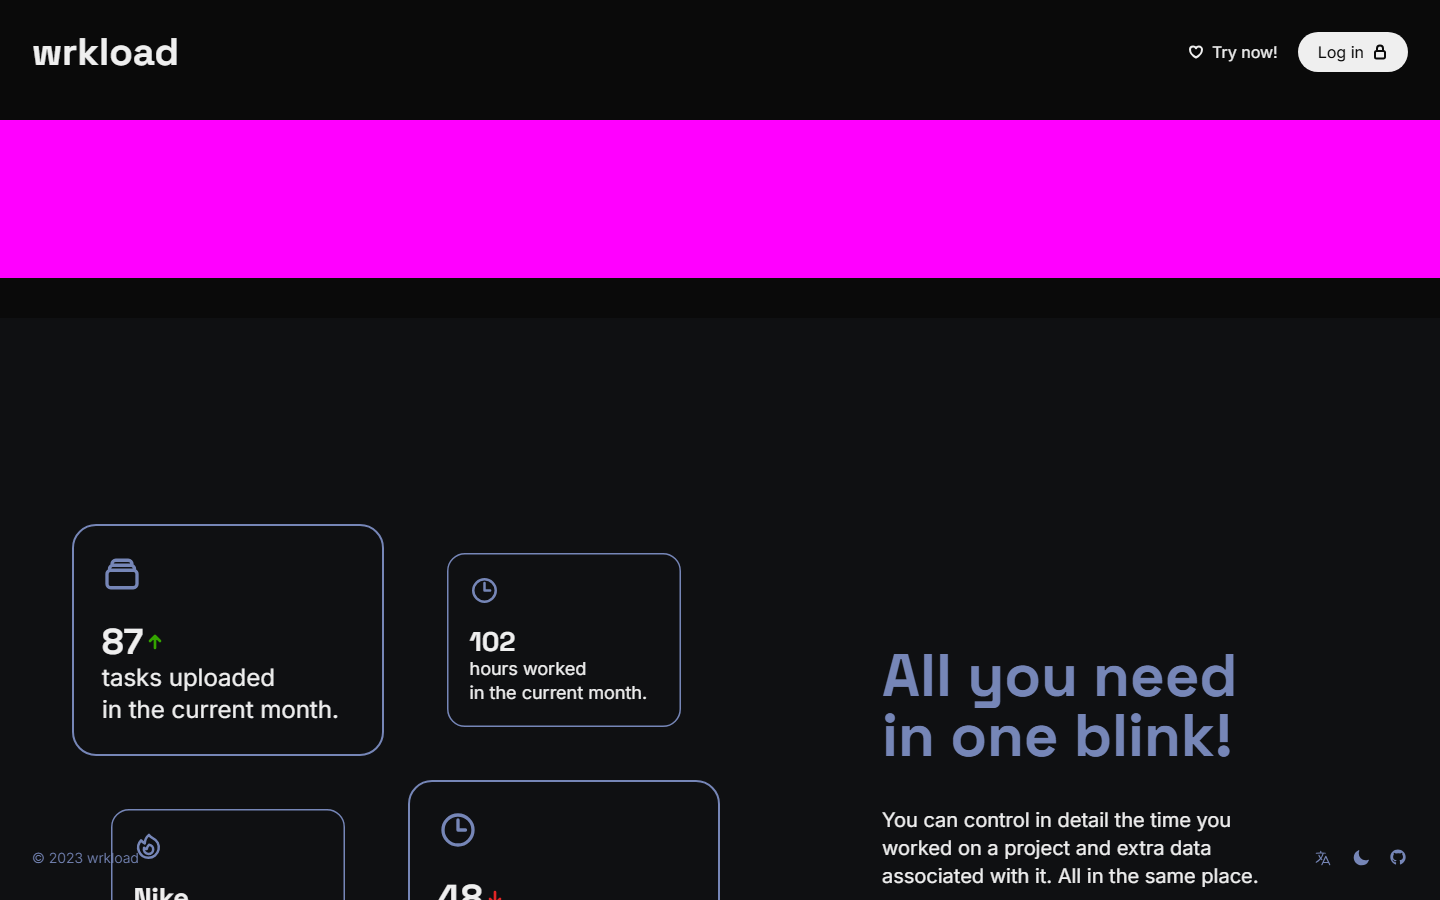 wrkload
Try now!
Log in
87
tasks uploaded
in the current month.
102
hours worked
in the current month.
All you need
in one blink!
You can control in detail the time you
worked on a project and extra data
associated with it. All in the same place.
Nike
48
© 2023 wrkload